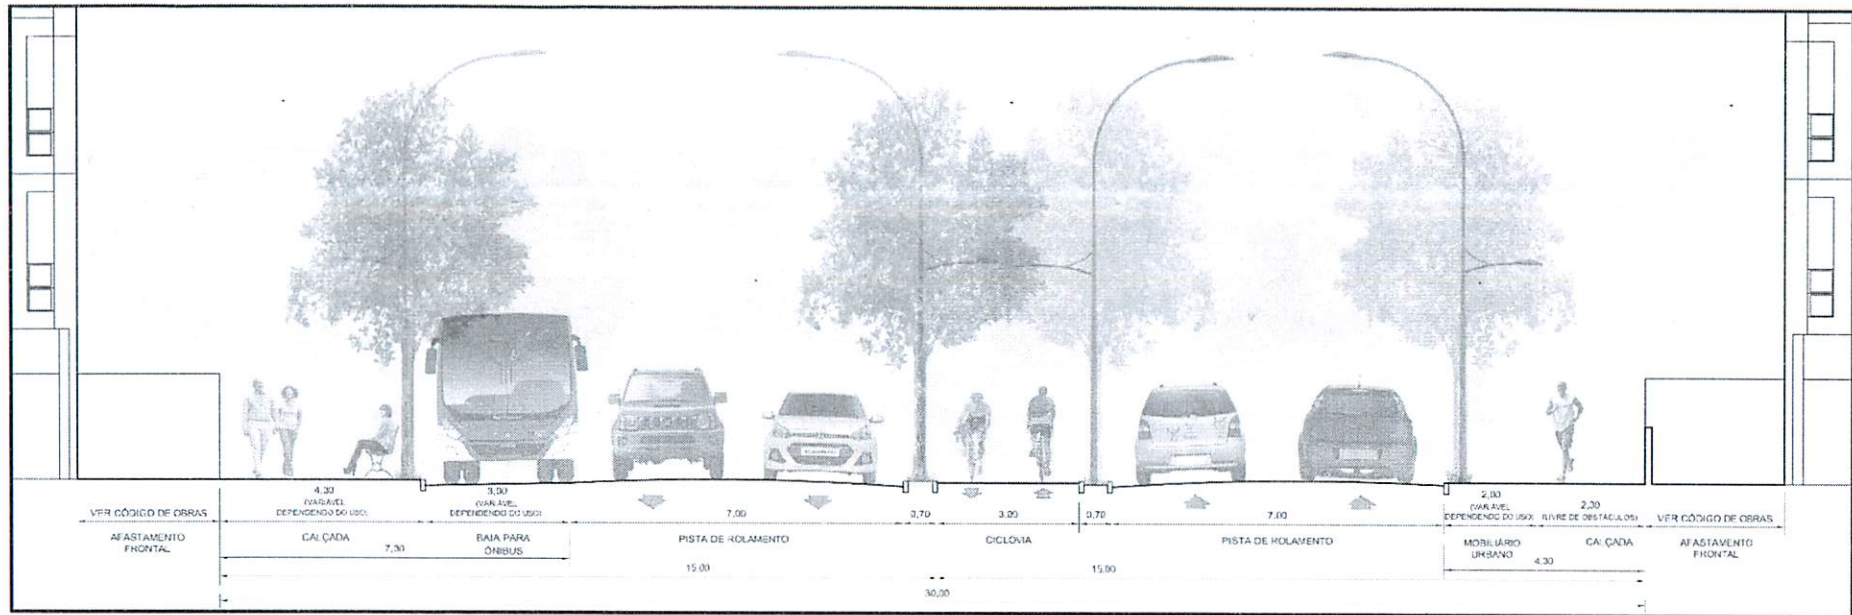 4,30
(VARIÁVEL
DEPENDENDO DO USO)
3,00
(VARIÁVEL
DEPENDENDO DO USO)
2,00
(VARIÁVEL
DEPENDENDO DO USO)
2,30
(LIVRE DE OBSTÁCULOS)
VER CÓDIGO DE OBRAS
7,00
0,70
3,00
0,70
7,00
VER CÓDIGO DE OBRAS
AFASTAMENTO
FRONTAL
CALÇADA
BAIA PARA
ÔNIBUS
PISTA DE ROLAMENTO
CICLOVIA
PISTA DE ROLAMENTO
MOBILIÁRIO
URBANO
CALÇADA
AFASTAMENTO
FRONTAL
7,30
4,30
15,00
15,00
30,00